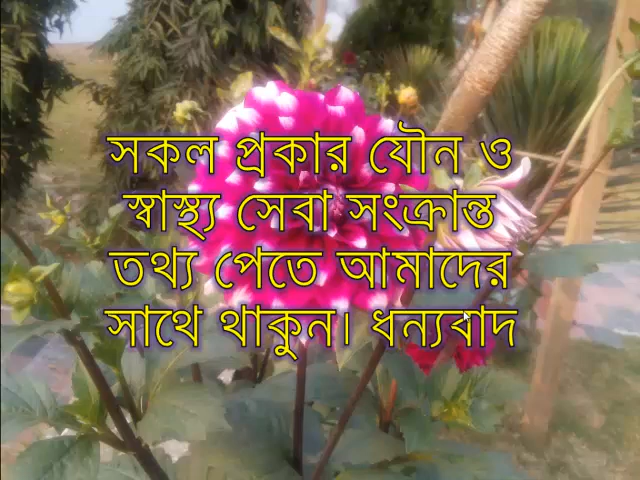 সকল প্রকার যৌন ও
স্বাস্থ্য সেবা সংক্রান্ত
তথ্য পেতে আমাদের
সাথে থাকুন। ধন্যবাদ